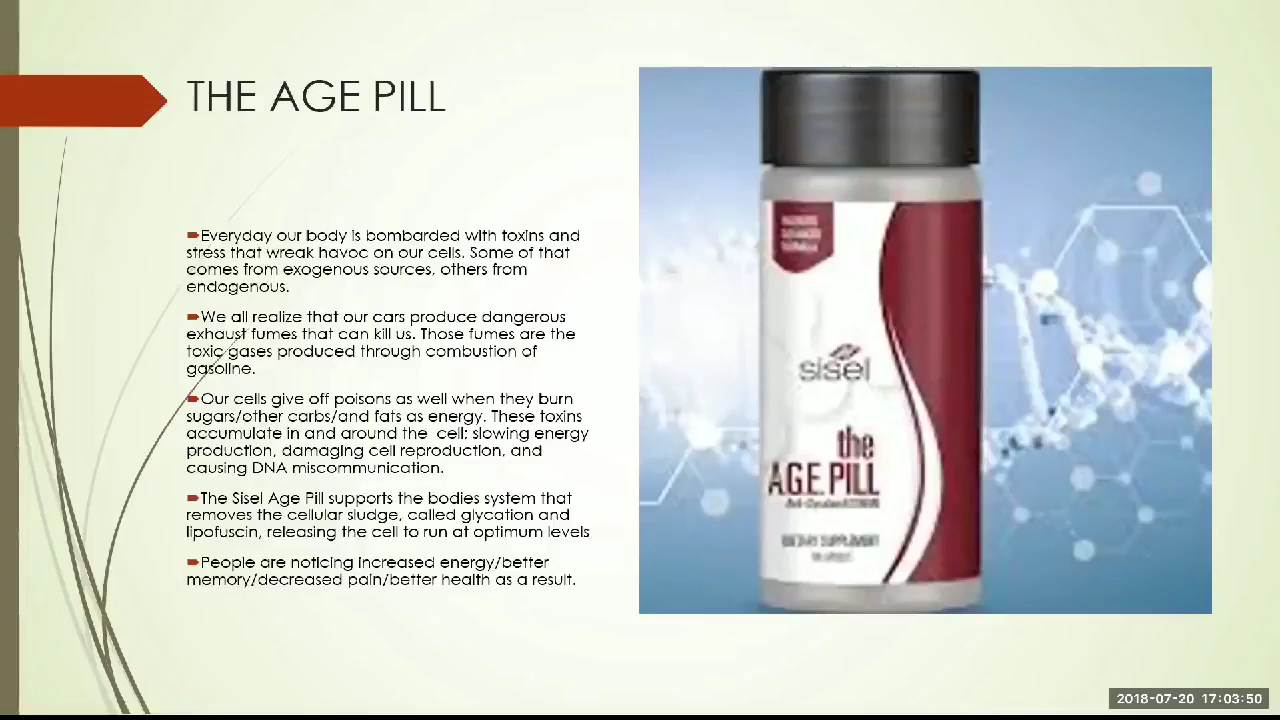 THE AGE PILL
Everyday our body is bombarded with toxins and
stress that wreak havoc on our cells. Some of that
comes from exogenous sources, others from
endogenous.
We all realize that our cars produce dangerous
exhaust fumes that can kill us. Those fumes are the
toxic gases produced through combustion of
gasoline.
Our cells give off poisons as well when they burn
sugars/other carbs/and fats as energy. These toxins
accumulate in and around the cell; slowing energy
production, damaging cell reproduction, and
causing DNA miscommunication.
The Sisel Age Pill supports the bodies system that
removes the cellular sludge, called glycation and
lipofuscin, releasing the cell to run at optimum levels
People are noticing increased energy/better
memory/decreased pain/better health as a result.
sisel
the
A.G.E. PILL
DIETARY SUPPLEMENT
2018-07-20 17:03:50